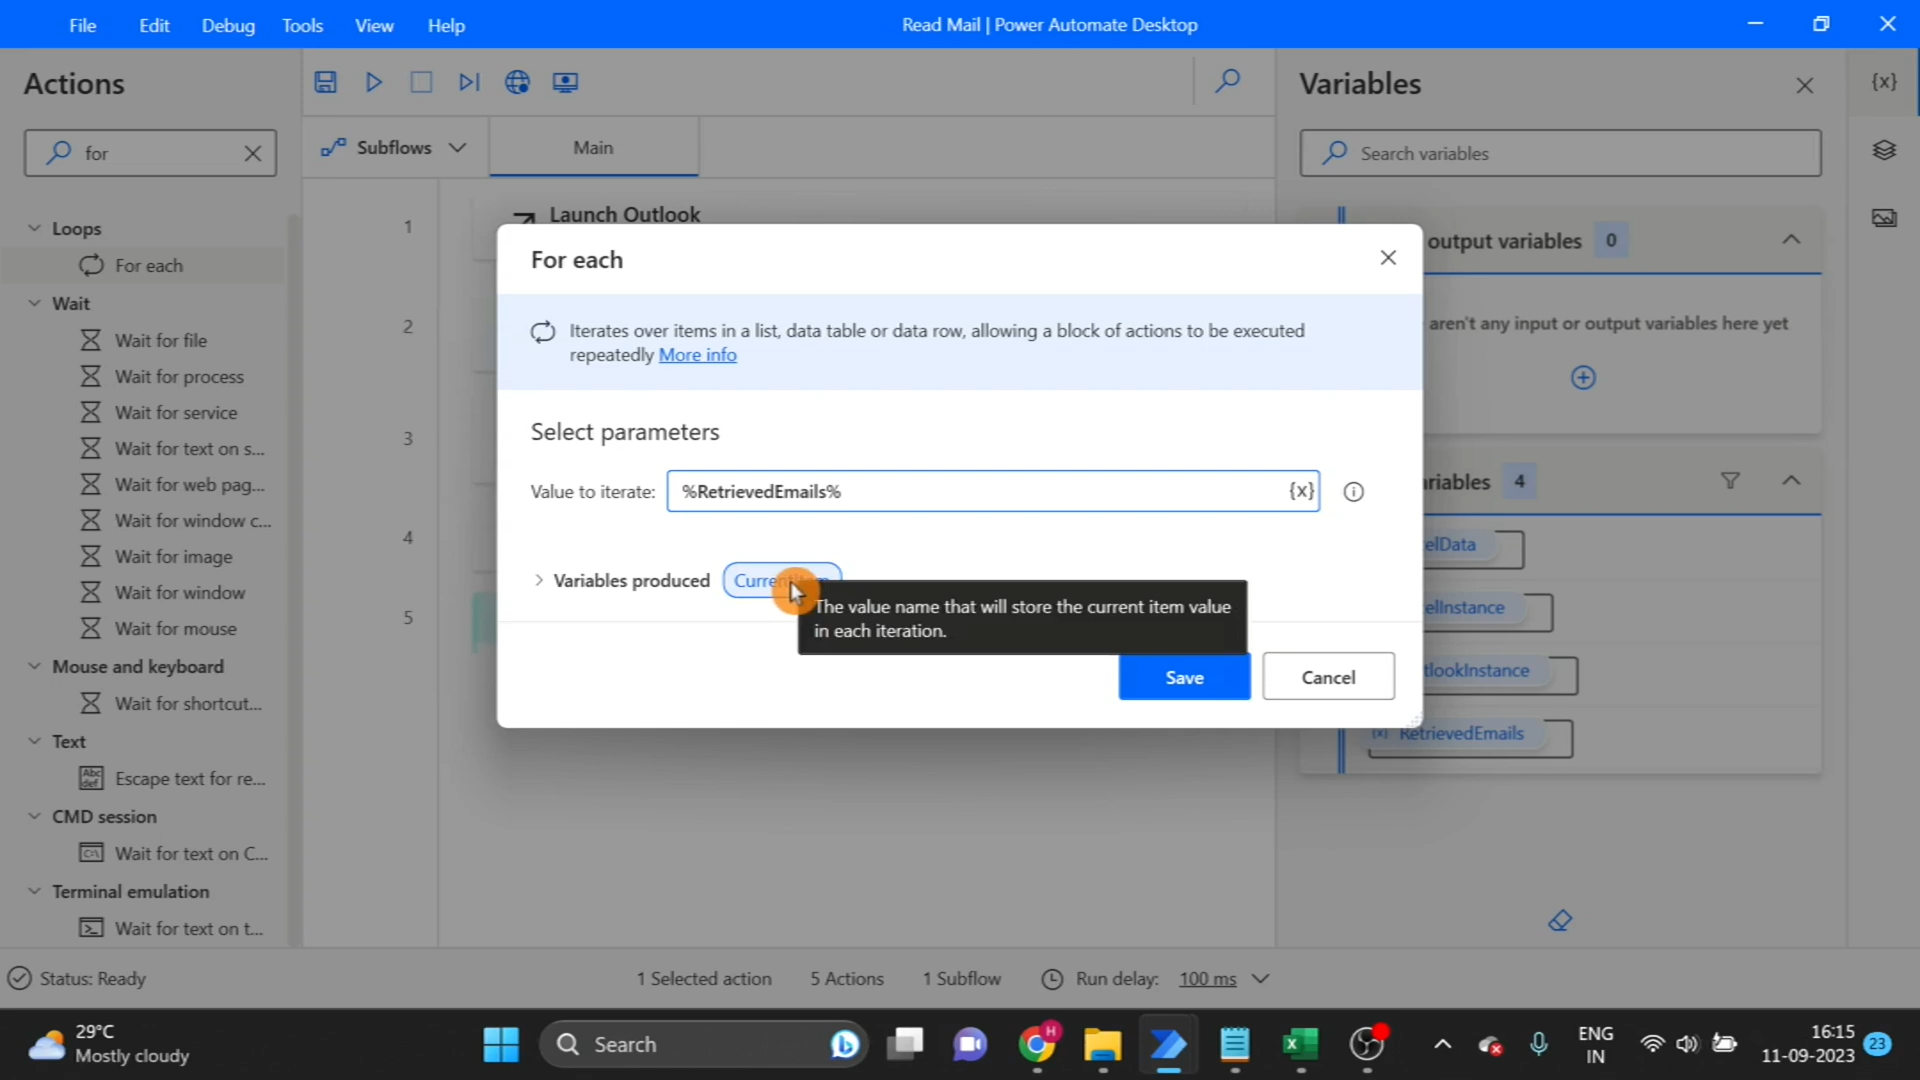 File Edit Debug Tools View Help
Read Mail | Power Automate Desktop
Actions
for
Loops
For each
Wait
Wait for file
Wait for process
Wait for service
Wait for text on s...
Wait for web pag...
Wait for window c...
Wait for image
Wait for window
Wait for mouse
Mouse and keyboard
Wait for shortcut...
Text
Abc
def
Escape text for re...
CMD session
Wait for text on C...
Terminal emulation
Wait for text on t...
Subflows
Main
1
Launch Outlook
2
3
4
5
For each
Iterates over items in a list, data table or data row, allowing a block of actions to be executed
repeatedly More info
Select parameters
Value to iterate: %RetrievedEmails% {x}
Variables produced
The value name that will store the current item value
in each iteration.
Save Cancel
Variables
{x}
Search variables
output variables 0
aren't any input or output variables here yet
4
RetrievedEmails
Status: Ready
1 Selected action 5 Actions 1 Subflow Run delay: 100 ms
29°C
Mostly cloudy
Search
H
ENG
IN
16:15
11-09-2023
23